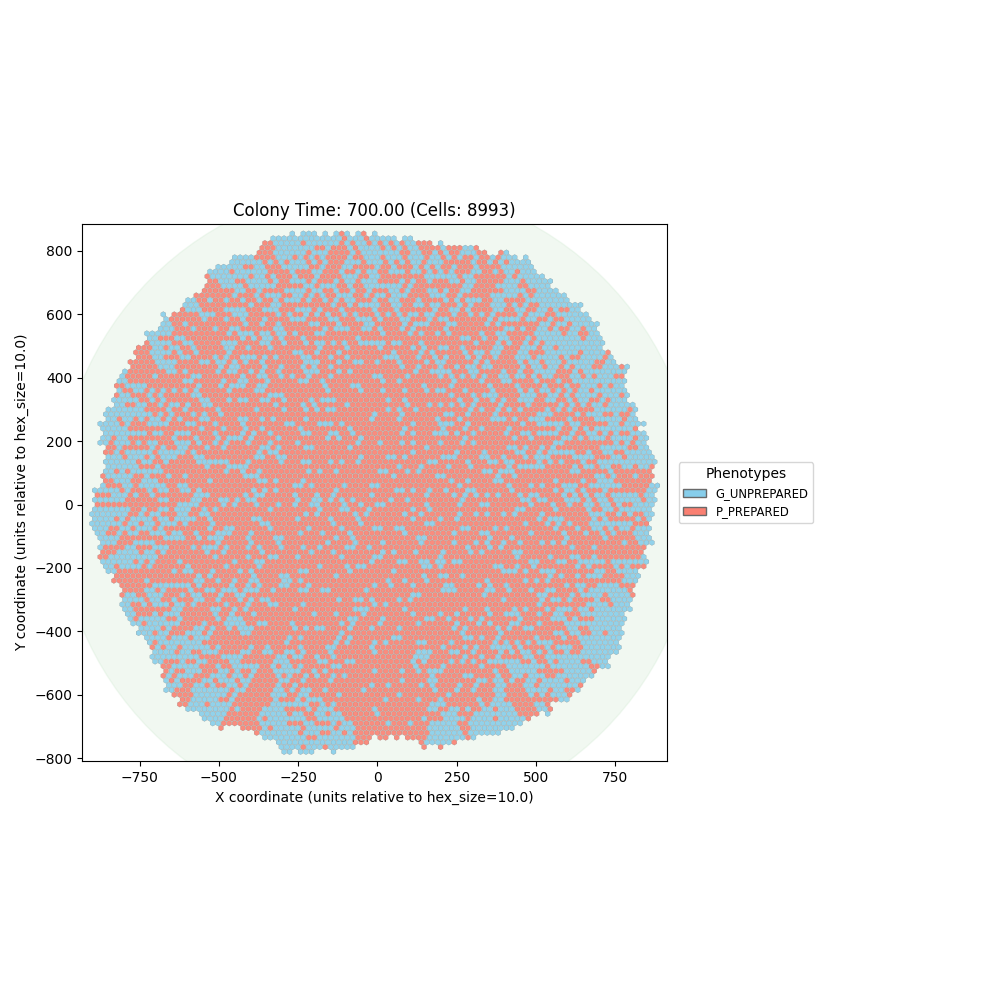 Colony Time: 700.00 (Cells: 8993)
800
600
400
200
0
−200
−400
−600
−800
Y coordinate (units relative to hex_size=10.0)
−750 −500 −250 0 250 500 750
X coordinate (units relative to hex_size=10.0)
Phenotypes
G_UNPREPARED
P_PREPARED